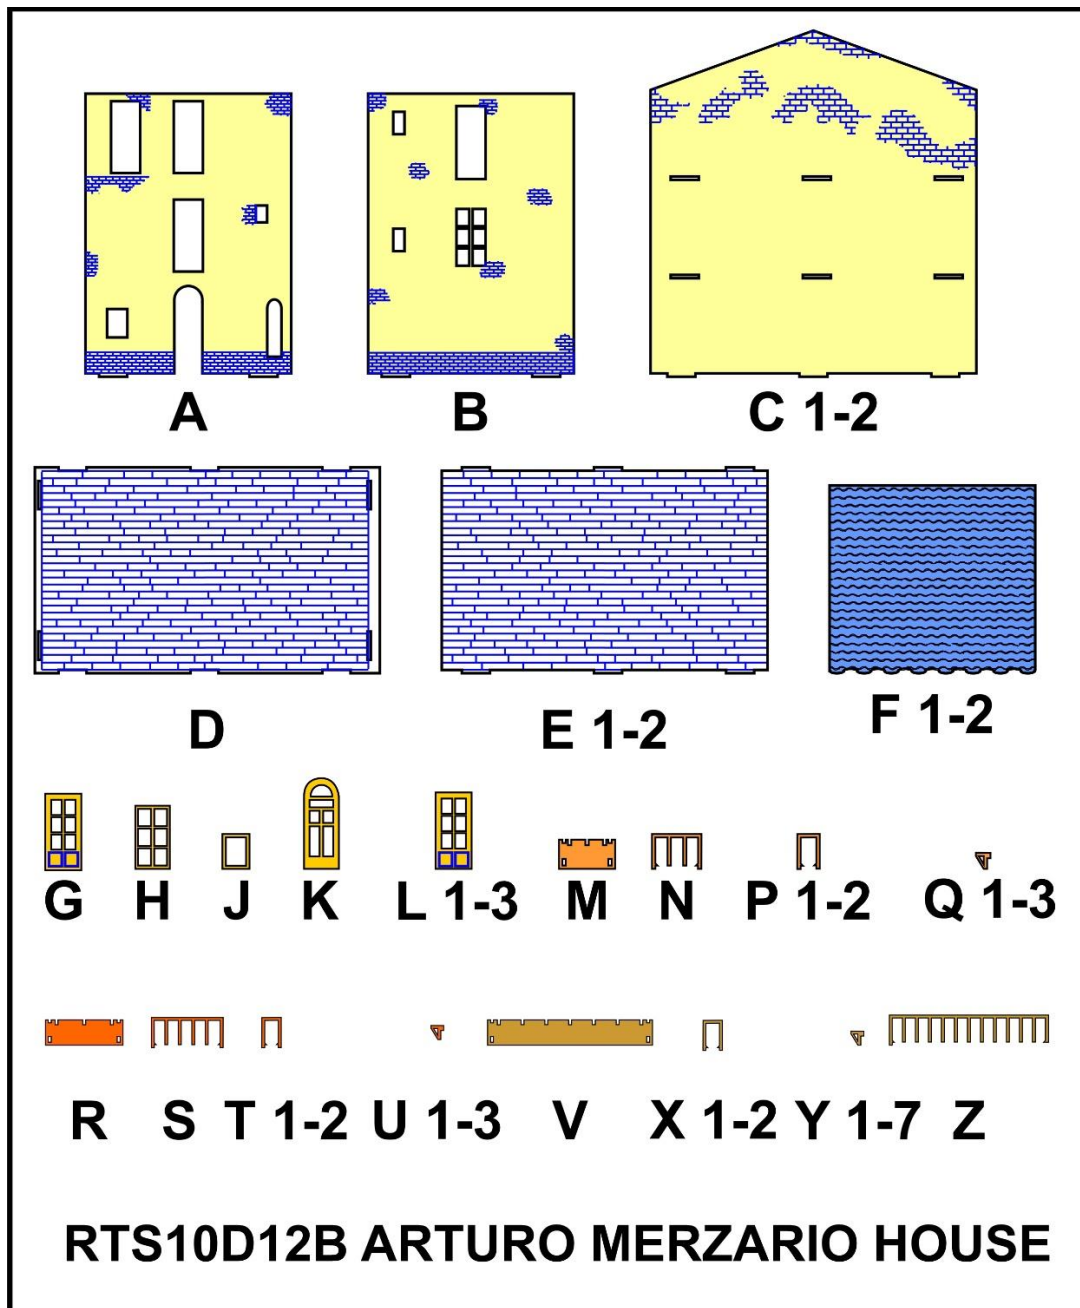 A B C 1-2
D E 1-2 F 1-2
G H J K L 1-3 M N P 1-2 Q 1-3
R S T 1-2 U 1-3 V X 1-2 Y 1-7 Z
RTS10D12B ARTURO MERZARIO HOUSE